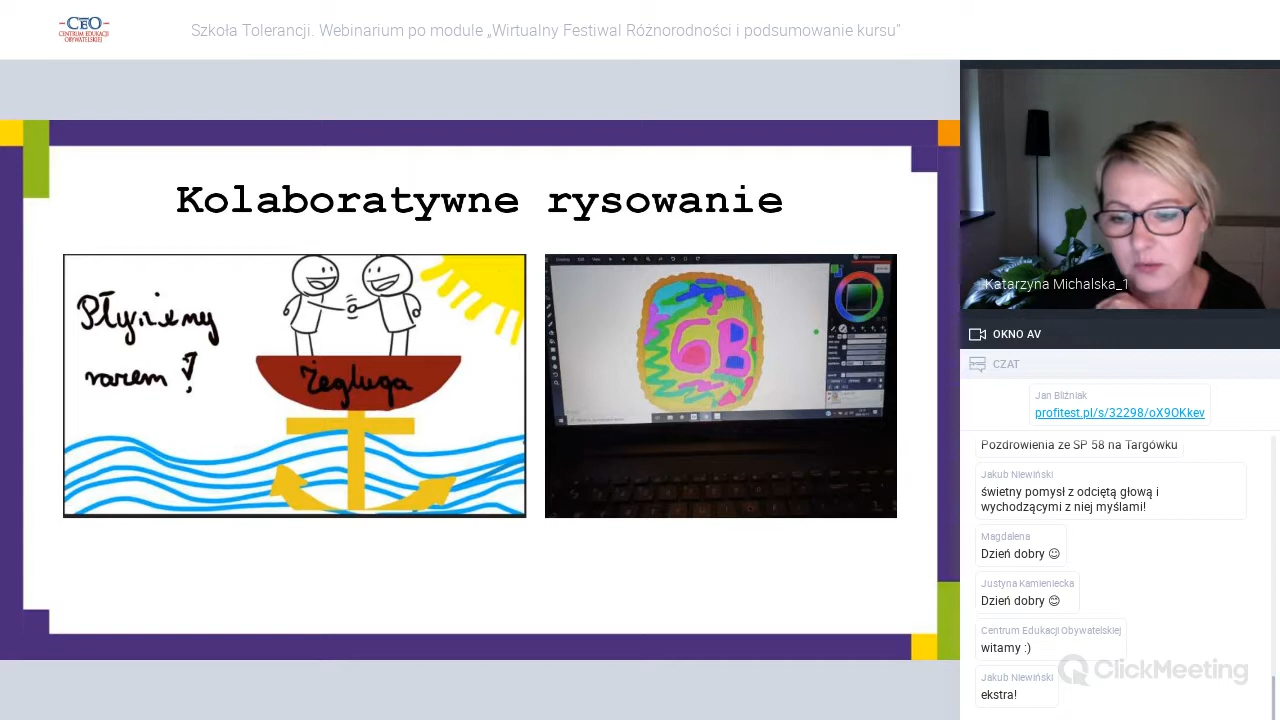 CEO
CENTRUM EDUKACJI
OBYWATELSKIEJ
Szkoła Tolerancji. Webinarium po module „Wirtualny Festiwal Różnorodności i podsumowanie kursu”
Kolaboratywne rysowanie
Płyniemy
razem !
Żegluga
6B
Katarzyna Michalska_1
OKNO AV
CZAT
Jan Bliźniak
profitest.pl/s/32298/oX9OKkev
Pozdrowienia ze SP 58 na Targówku
Jakub Niewiński
świetny pomysł z odciętą głową i
wychodzącymi z niej myślami!
Magdalena
Dzień dobry 😉
Justyna Kamieniecka
Dzień dobry 😊
Centrum Edukacji Obywatelskiej
witamy :)
Jakub Niewiński
ekstra!
ClickMeeting